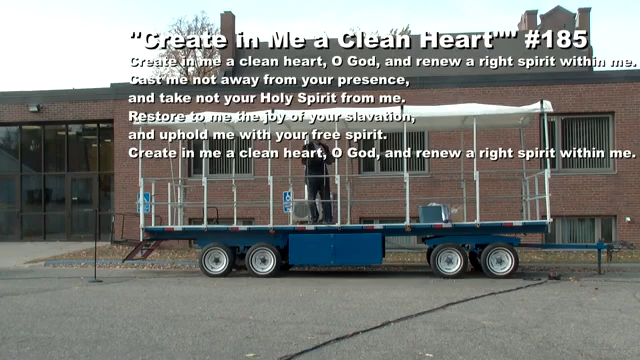 "Create in Me a Clean Heart"" #185
Create in me a clean heart, O God, and renew a right spirit within me.
Cast me not away from your presence,
and take not your Holy Spirit from me.
Restore to me the joy of your slavation,
and uphold me with your free spirit.
Create in me a clean heart, O God, and renew a right spirit within me.